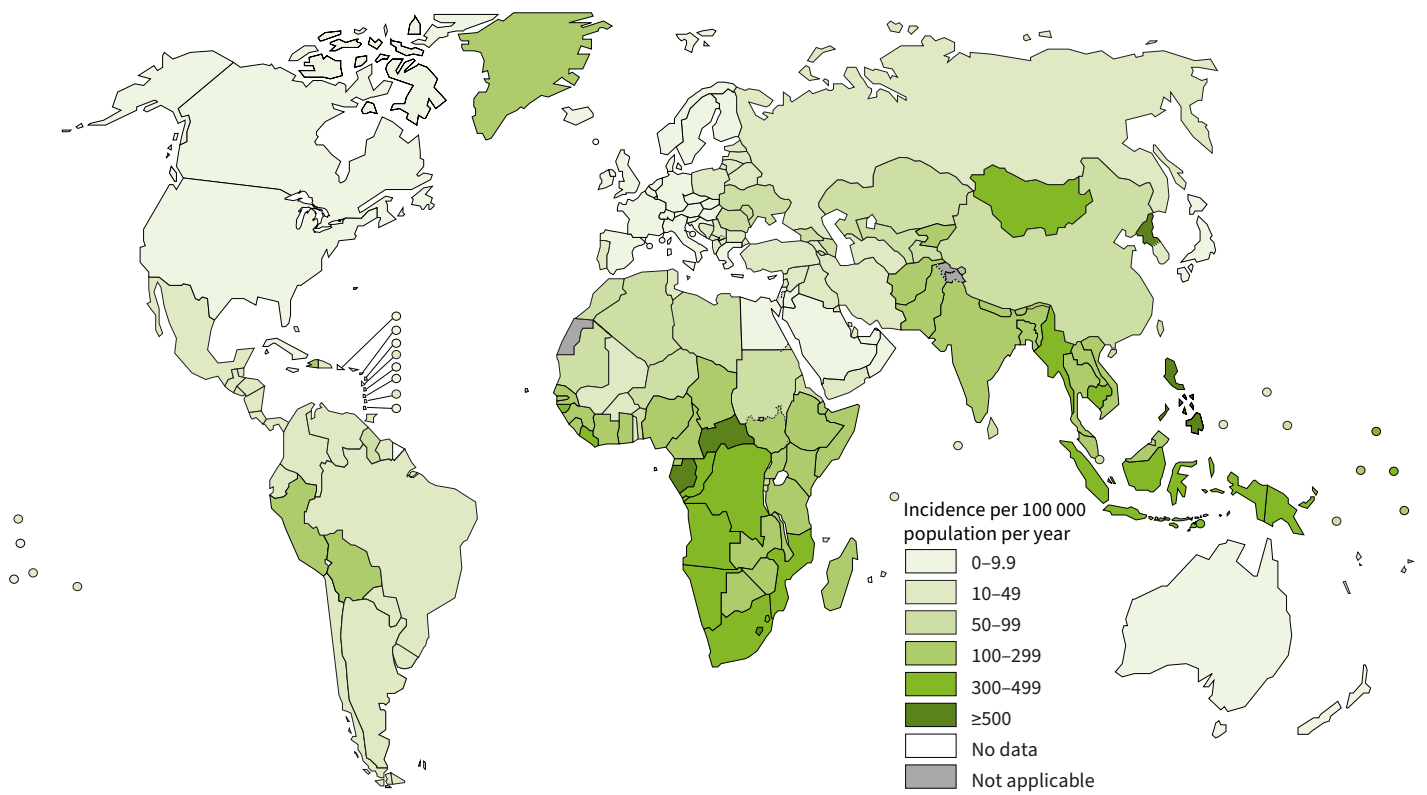 Incidence per 100 000
population per year
0–9.9
10–49
50–99
100–299
300–499
≥500
No data
Not applicable